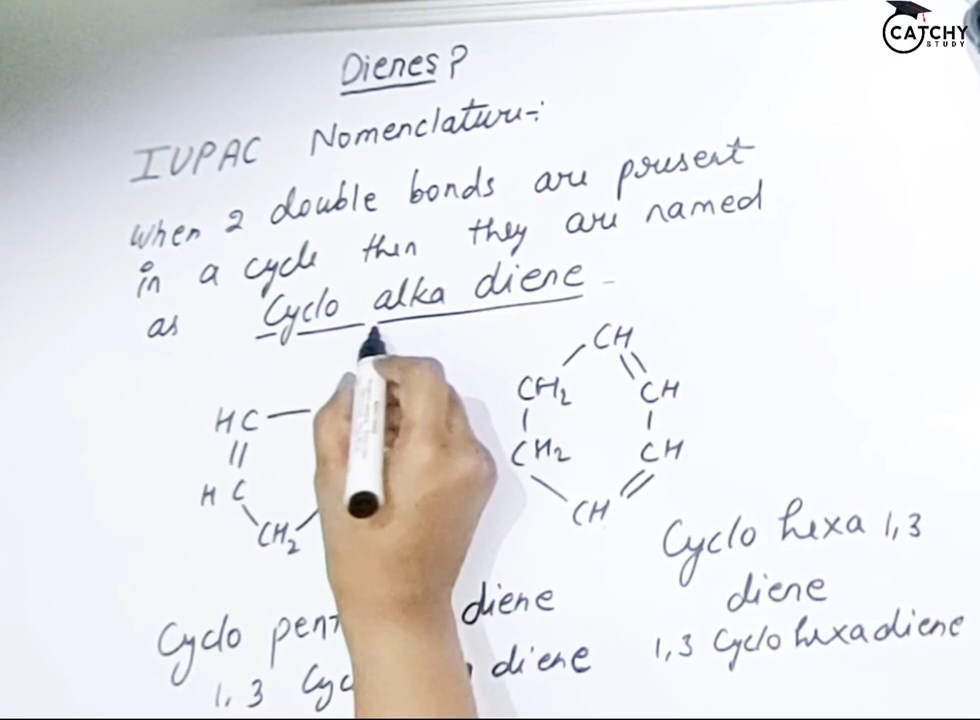 CATCHY
STUDY
Dienes?
IUPAC Nomenclature:
When 2 double bonds are present
in a cycle then they are named
as Cyclo alka diene
CH
CH2 CH
HC
CH2 CH
HC
CH
CH2
Cyclo hexa 1,3
diene
diene
Cyclo
1,3 diene
1,3 Cyclohexadiene